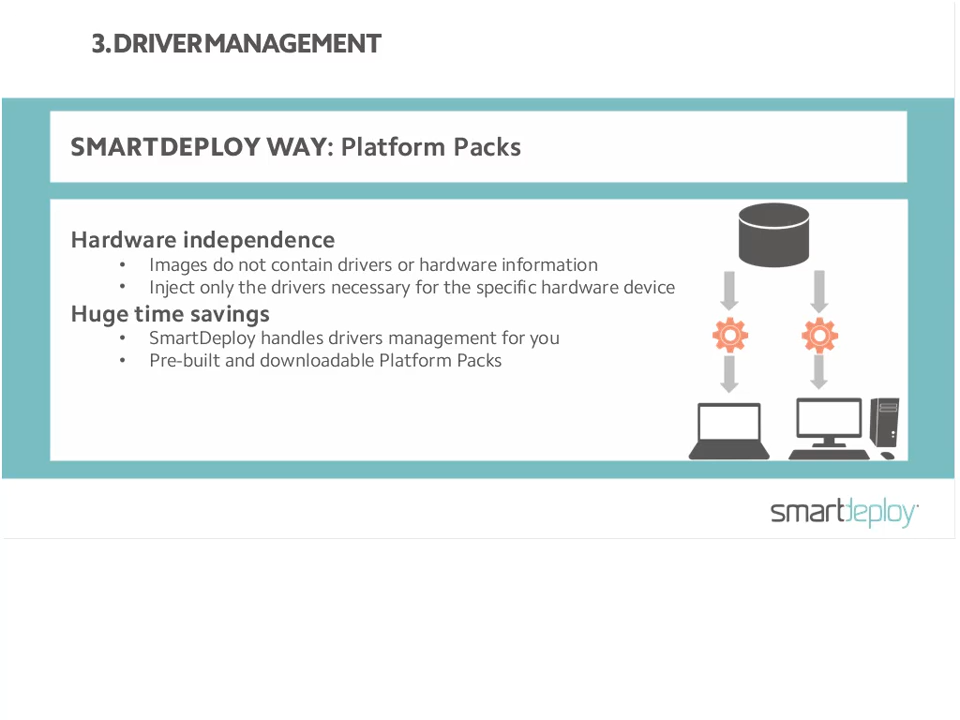 3.DRIVER MANAGEMENT
SMARTDEPLOY WAY: Platform Packs
Hardware independence
• Images do not contain drivers or hardware information
• Inject only the drivers necessary for the specific hardware device
Huge time savings
• SmartDeploy handles drivers management for you
• Pre-built and downloadable Platform Packs
smartdeploy